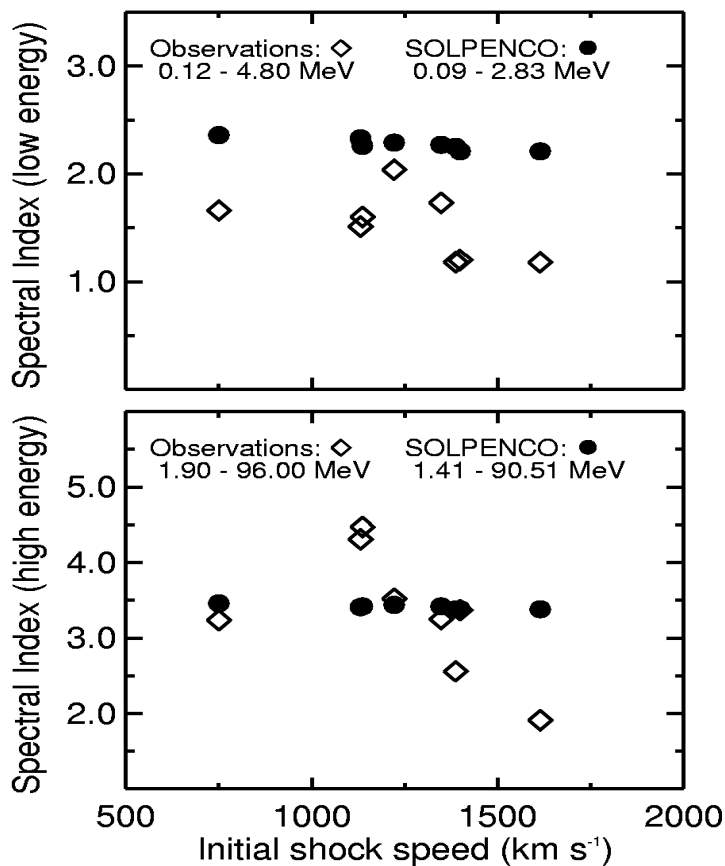 Observations: ◇ SOLPENCO: ●
0.12 - 4.80 MeV 0.09 - 2.83 MeV
3.0
2.0
1.0
Spectral Index (low energy)
Observations: ◇ SOLPENCO: ●
1.90 - 96.00 MeV 1.41 - 90.51 MeV
5.0
4.0
3.0
2.0
Spectral Index (high energy)
500 1000 1500 2000
Initial shock speed (km s⁻¹)